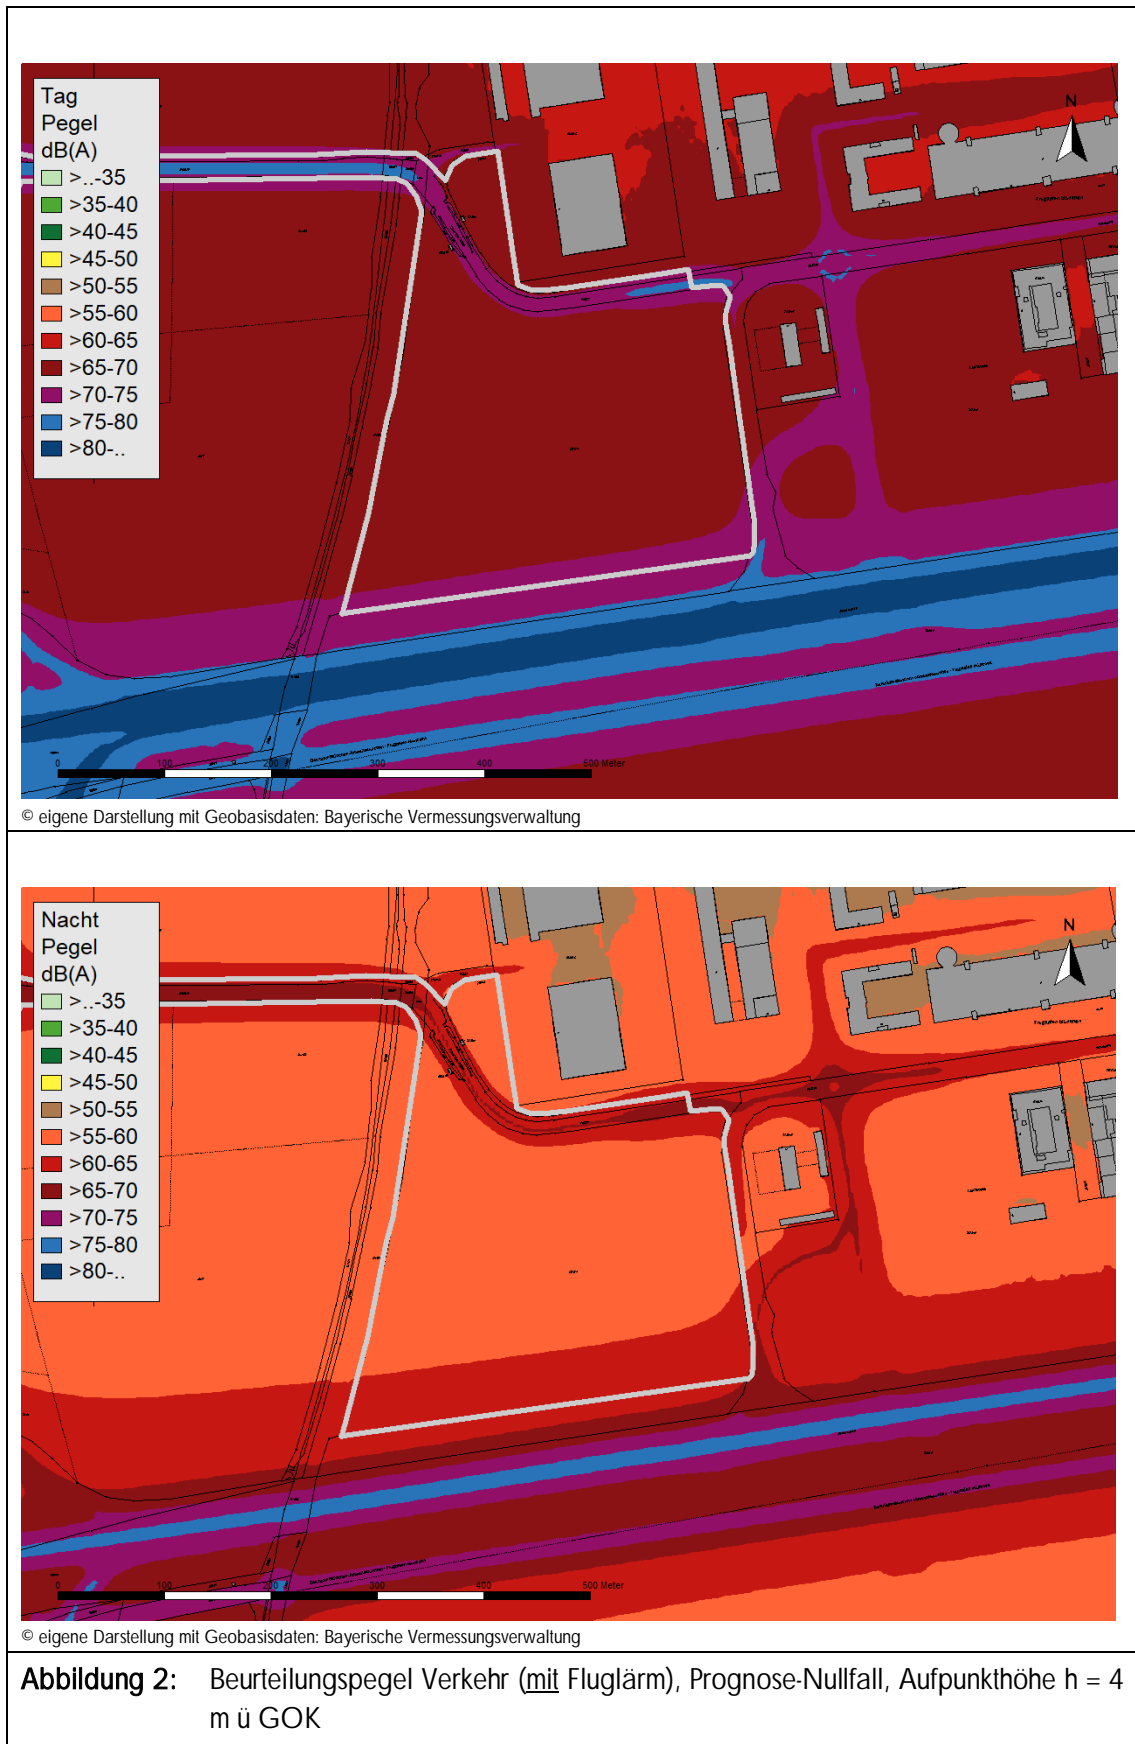 Tag
Pegel
dB(A)
>..-35
>35-40
>40-45
>45-50
>50-55
>55-60
>60-65
>65-70
>70-75
>75-80
>80-..
N
0 100 200 300 400 500 Meter
© eigene Darstellung mit Geobasisdaten: Bayerische Vermessungsverwaltung
Nacht
Pegel
dB(A)
>..-35
>35-40
>40-45
>45-50
>50-55
>55-60
>60-65
>65-70
>70-75
>75-80
>80-..
N
0 100 200 300 400 500 Meter
© eigene Darstellung mit Geobasisdaten: Bayerische Vermessungsverwaltung
Abbildung 2: Beurteilungspegel Verkehr (mit Fluglärm), Prognose-Nullfall, Aufpunkthöhe h = 4
m ü GOK